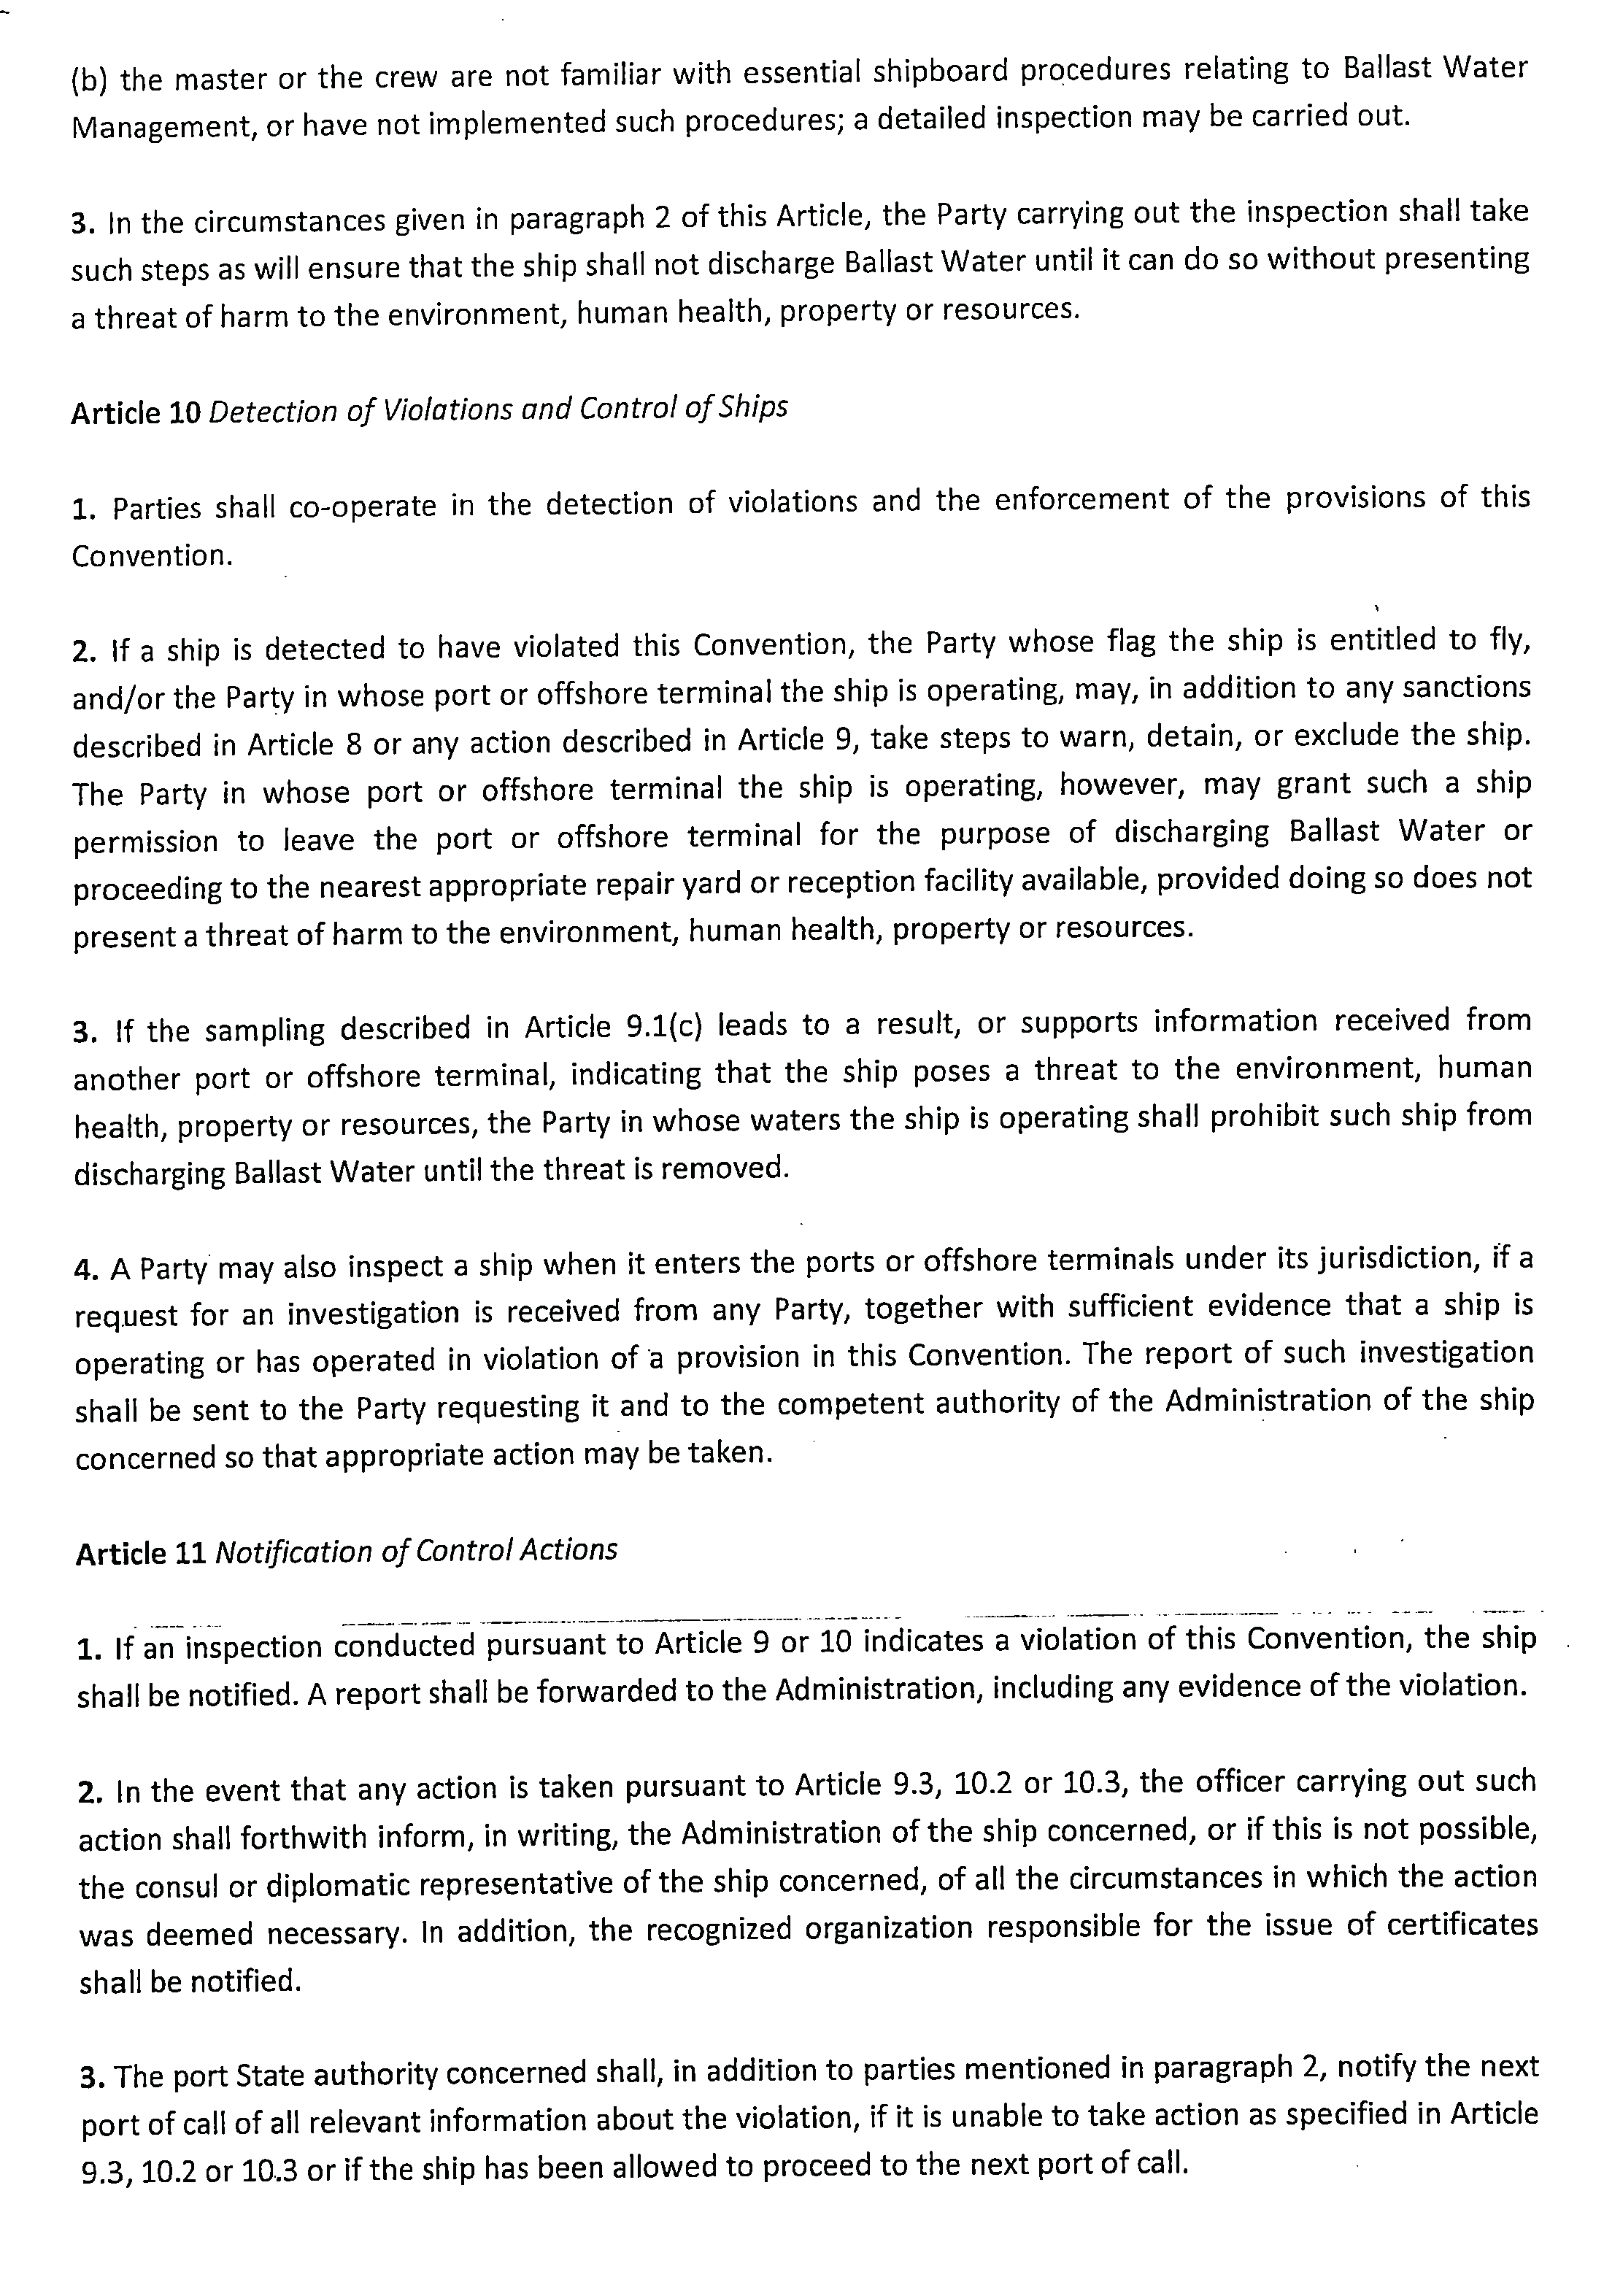 (b) the master or the crew are not familiar with essential shipboard procedures relating to Ballast Water
Management, or have not implemented such procedures; a detailed inspection may be carried out.
3. In the circumstances given in paragraph 2 of this Article, the Party carrying out the inspection shall take
such steps as will ensure that the ship shall not discharge Ballast Water until it can do so without presenting
a threat of harm to the environment, human health, property or resources.
Article 10 Detection of Violations and Control of Ships
1. Parties shall co-operate in the detection of violations and the enforcement of the provisions of this
Convention.
2. If a ship is detected to have violated this Convention, the Party whose flag the ship is entitled to fly,
and/or the Party in whose port or offshore terminal the ship is operating, may, in addition to any sanctions
described in Article 8 or any action described in Article 9, take steps to warn, detain, or exclude the ship.
The Party in whose port or offshore terminal the ship is operating, however, may grant such a ship
permission to leave the port or offshore terminal for the purpose of discharging Ballast Water or
proceeding to the nearest appropriate repair yard or reception facility available, provided doing so does not
present a threat of harm to the environment, human health, property or resources.
3. If the sampling described in Article 9.1(c) leads to a result, or supports information received from
another port or offshore terminal, indicating that the ship poses a threat to the environment, human
health, property or resources, the Party in whose waters the ship is operating shall prohibit such ship from
discharging Ballast Water until the threat is removed.
4. A Party may also inspect a ship when it enters the ports or offshore terminals under its jurisdiction, if a
request for an investigation is received from any Party, together with sufficient evidence that a ship is
operating or has operated in violation of a provision in this Convention. The report of such investigation
shall be sent to the Party requesting it and to the competent authority of the Administration of the ship
concerned so that appropriate action may be taken.
Article 11 Notification of Control Actions
1. If an inspection conducted pursuant to Article 9 or 10 indicates a violation of this Convention, the ship
shall be notified. A report shall be forwarded to the Administration, including any evidence of the violation.
2. In the event that any action is taken pursuant to Article 9.3, 10.2 or 10.3, the officer carrying out such
action shall forthwith inform, in writing, the Administration of the ship concerned, or if this is not possible,
the consul or diplomatic representative of the ship concerned, of all the circumstances in which the action
was deemed necessary. In addition, the recognized organization responsible for the issue of certificates
shall be notified.
3. The port State authority concerned shall, in addition to parties mentioned in paragraph 2, notify the next
port of call of all relevant information about the violation, if it is unable to take action as specified in Article
9.3, 10.2 or 10.3 or if the ship has been allowed to proceed to the next port of call.